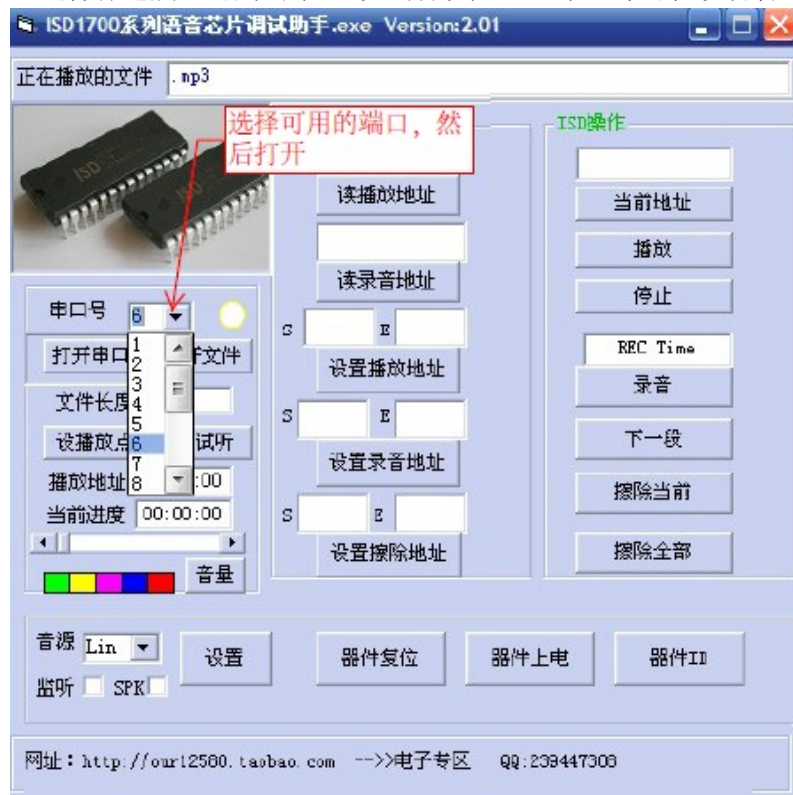 ISD1700系列语音芯片调试助手.exe Version:2.01
正在播放的文件 .mp3
选择可用的端口，然
后打开
ISD操作
ISD
读播放地址
当前地址
播放
读录音地址
停止
串口号 6
S E
REC Time
打开串口
文件
设置播放地址
录音
1
2
3
4
5
6
7
8
文件长度
S E
下一段
设播放点
试听
设置录音地址
播放地址 :00
擦除当前
当前进度 00:00:00
S E
设置擦除地址
擦除全部
音量
音源 Lin
设置
器件复位
器件上电
器件ID
监听 SPK
网址：http://our12580.taobao.com -->>电子专区 QQ:239447308